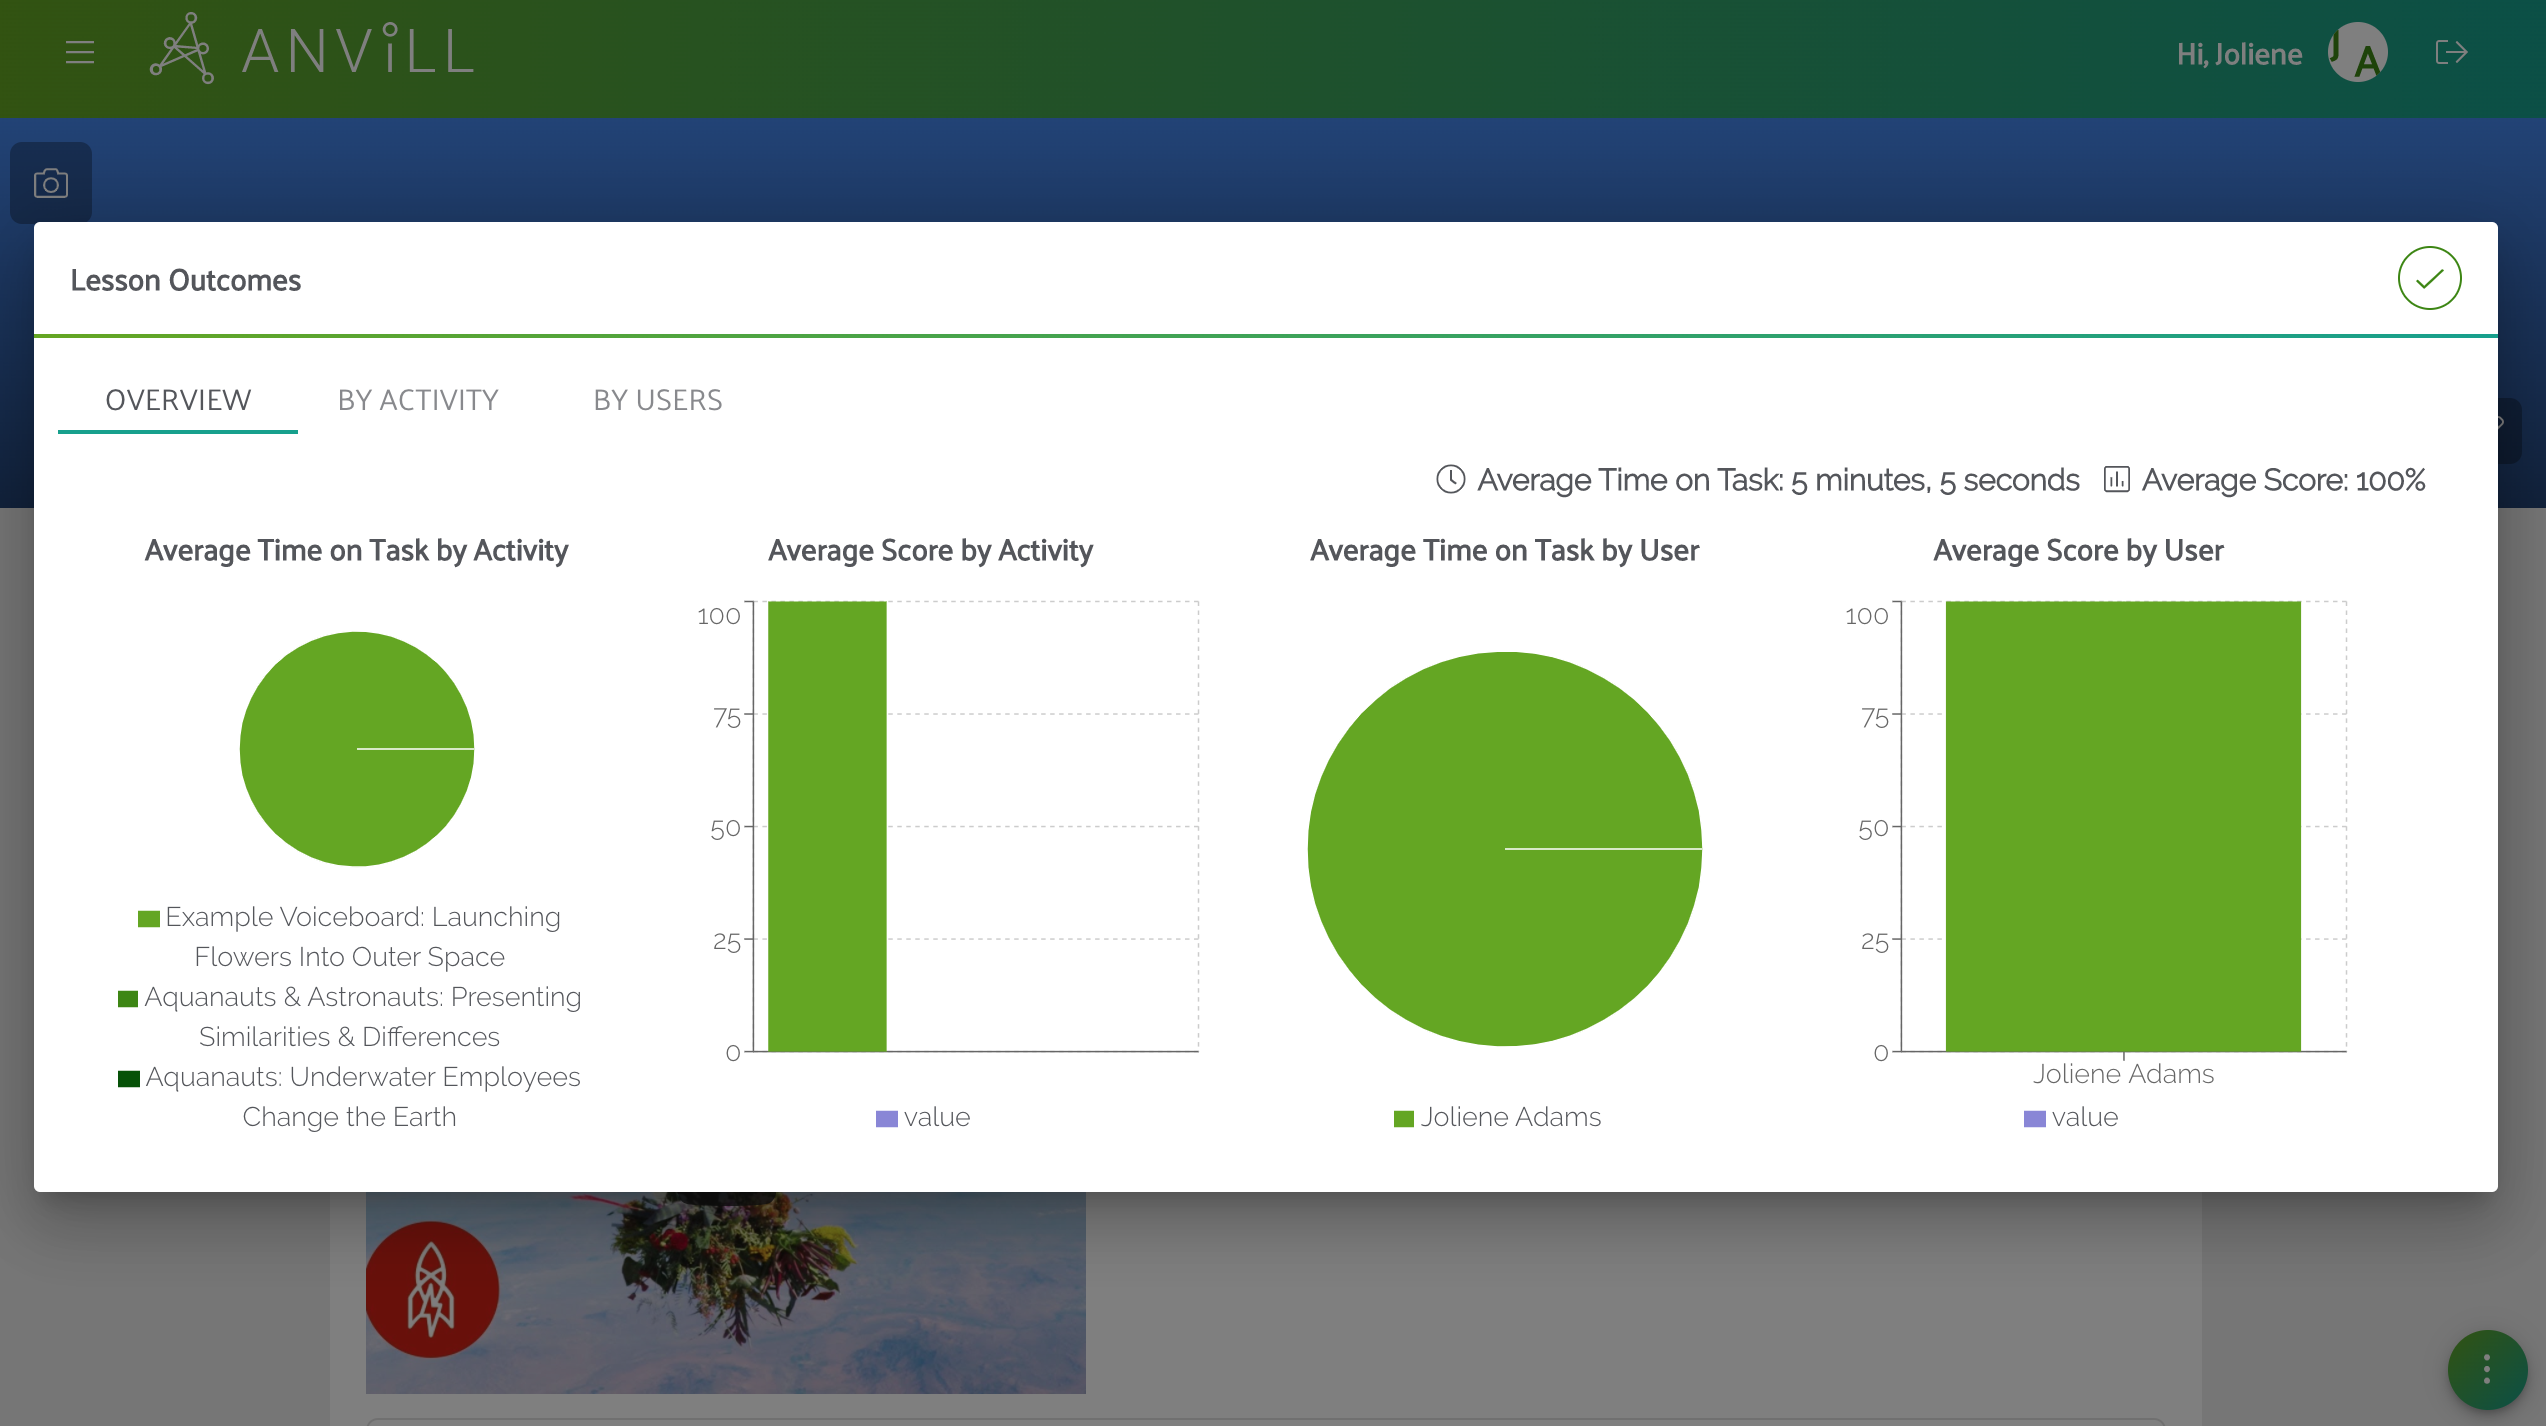 ANViLL
Hi, Joliene
J A
Lesson Outcomes
OVERVIEW BY ACTIVITY BY USERS
Average Time on Task: 5 minutes, 5 seconds Average Score: 100%
Average Time on Task by Activity
Example Voiceboard: Launching
Flowers Into Outer Space
Aquanauts & Astronauts: Presenting
Similarities & Differences
Aquanauts: Underwater Employees
Change the Earth
Average Score by Activity
100
75
50
25
0
value
Average Time on Task by User
Joliene Adams
Average Score by User
100
75
50
25
0
Joliene Adams
value